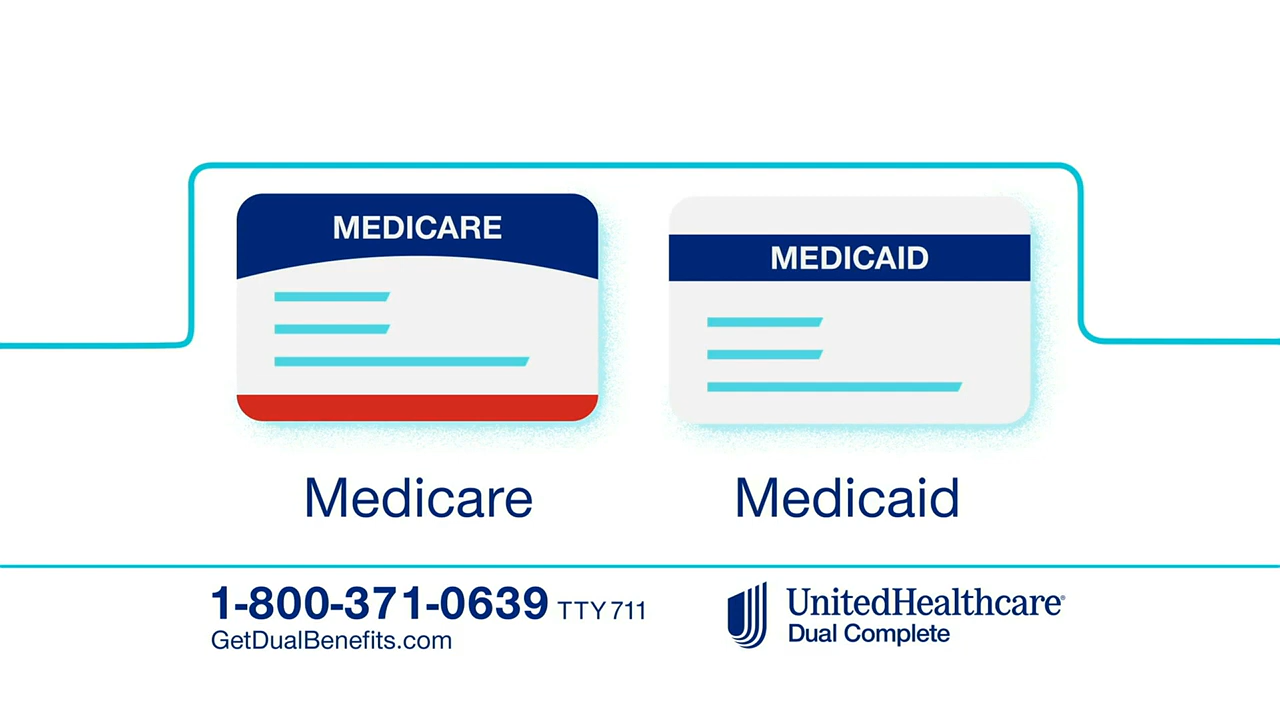 MEDICARE
MEDICAID
Medicare
Medicaid
1-800-371-0639 TTY 711
GetDualBenefits.com
UnitedHealthcare®
Dual Complete